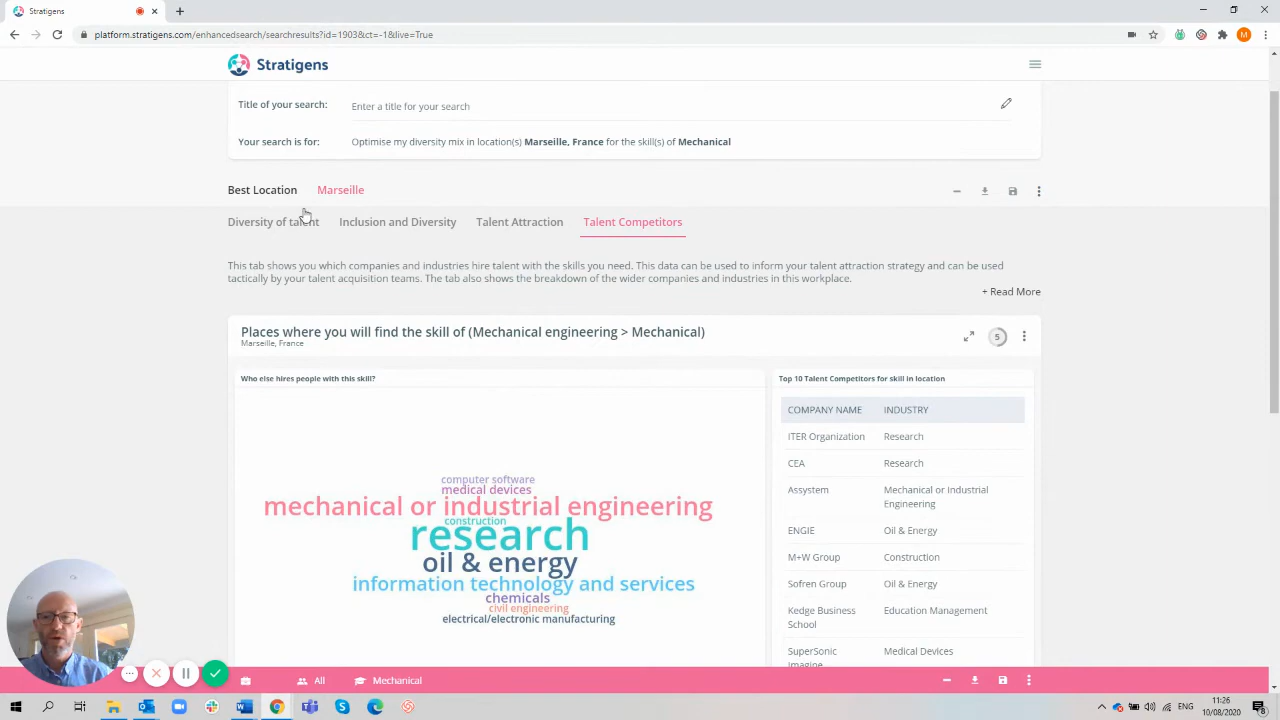 Stratigens
platform.stratigens.com/enhancedsearch/searchresults?id=1903&ct=-1&live=True
M
Stratigens
Title of your search:
Enter a title for your search
Your search is for:
Optimise my diversity mix in location(s) Marseille, France for the skill(s) of Mechanical
Best Location
Marseille
Diversity of talent
Inclusion and Diversity
Talent Attraction
Talent Competitors
This tab shows you which companies and industries hire talent with the skills you need. This data can be used to inform your talent attraction strategy and can be used
tactically by your talent acquisition teams. The tab also shows the breakdown of the wider companies and industries in this workplace.
+ Read More
Places where you will find the skill of (Mechanical engineering > Mechanical)
Marseille, France
5
Who else hires people with this skill?
computer software
medical devices
mechanical or industrial engineering
construction
research
oil & energy
information technology and services
chemicals
civil engineering
electrical/electronic manufacturing
Top 10 Talent Competitors for skill in location
COMPANY NAME INDUSTRY
ITER Organization Research
CEA Research
Assystem Mechanical or Industrial
Engineering
ENGIE Oil & Energy
M+W Group Construction
Sofren Group Oil & Energy
Kedge Business Education Management
School
SuperSonic Medical Devices
Imagine
All
Mechanical
ENG
11:26
10/08/2020